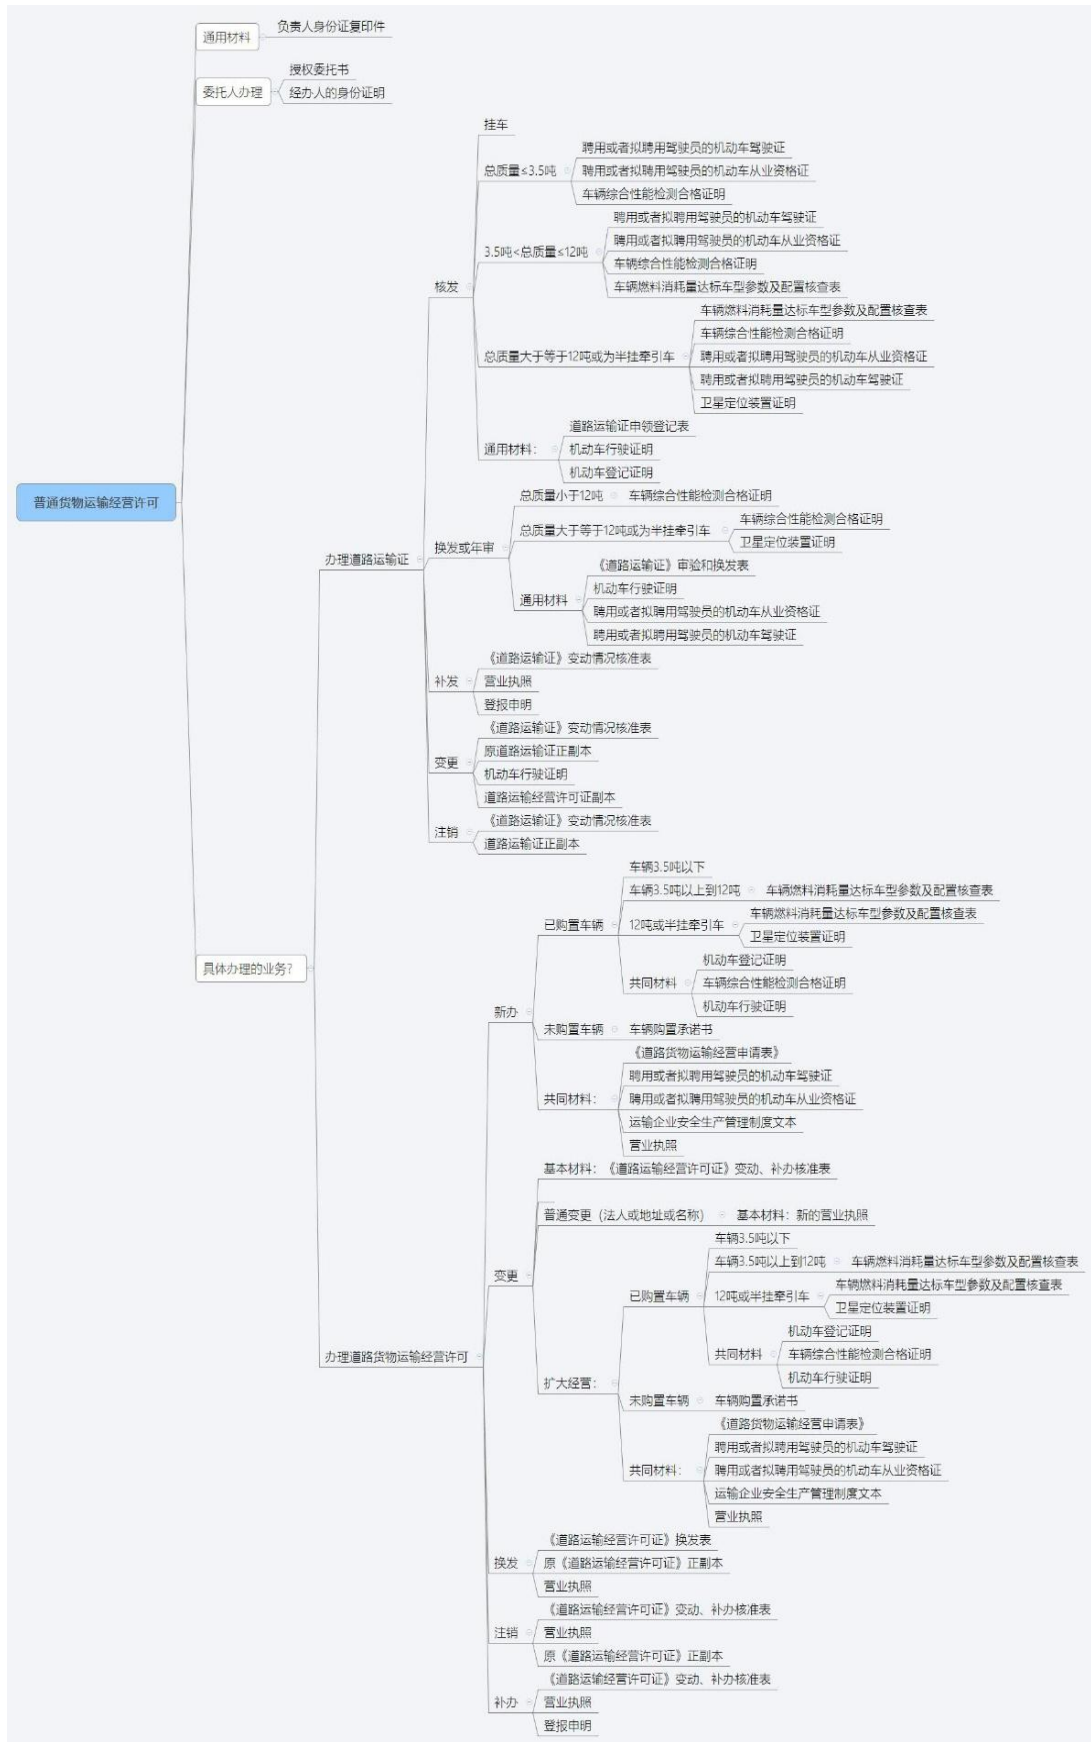 通用材料
负责人身份证复印件
委托人办理
授权委托书
经办人的身份证明
普通货物运输经营许可
具体办理的业务?
办理道路运输证
核发
挂车
总质量≤3.5吨
聘用或者拟聘用驾驶员的机动车驾驶证
聘用或者拟聘用驾驶员的机动车从业资格证
车辆综合性能检测合格证明
3.5吨<总质量≤12吨
聘用或者拟聘用驾驶员的机动车驾驶证
聘用或者拟聘用驾驶员的机动车从业资格证
车辆综合性能检测合格证明
车辆燃料消耗量达标车型参数及配置核查表
总质量大于等于12吨或为半挂牵引车
车辆燃料消耗量达标车型参数及配置核查表
车辆综合性能检测合格证明
聘用或者拟聘用驾驶员的机动车从业资格证
聘用或者拟聘用驾驶员的机动车驾驶证
卫星定位装置证明
通用材料：
道路运输证申领登记表
机动车行驶证明
机动车登记证明
换发或年审
总质量小于12吨
车辆综合性能检测合格证明
总质量大于等于12吨或为半挂牵引车
车辆综合性能检测合格证明
卫星定位装置证明
通用材料
《道路运输证》审验和换发表
机动车行驶证明
聘用或者拟聘用驾驶员的机动车从业资格证
聘用或者拟聘用驾驶员的机动车驾驶证
补发
《道路运输证》变动情况核准表
营业执照
登报申明
变更
《道路运输证》变动情况核准表
原道路运输证正副本
机动车行驶证明
道路运输经营许可证副本
注销
《道路运输证》变动情况核准表
道路运输证正副本
办理道路货物运输经营许可
新办
已购置车辆
车辆3.5吨以下
车辆3.5吨以上到12吨
车辆燃料消耗量达标车型参数及配置核查表
12吨或半挂牵引车
车辆燃料消耗量达标车型参数及配置核查表
卫星定位装置证明
共同材料
机动车登记证明
车辆综合性能检测合格证明
机动车行驶证明
未购置车辆
车辆购置承诺书
共同材料：
《道路货物运输经营申请表》
聘用或者拟聘用驾驶员的机动车驾驶证
聘用或者拟聘用驾驶员的机动车从业资格证
运输企业安全生产管理制度文本
营业执照
变更
基本材料：《道路运输经营许可证》变动、补办核准表
普通变更（法人或地址或名称）
基本材料：新的营业执照
扩大经营：
已购置车辆
车辆3.5吨以下
车辆3.5吨以上到12吨
车辆燃料消耗量达标车型参数及配置核查表
12吨或半挂牵引车
车辆燃料消耗量达标车型参数及配置核查表
卫星定位装置证明
共同材料
机动车登记证明
车辆综合性能检测合格证明
机动车行驶证明
未购置车辆
车辆购置承诺书
共同材料：
《道路货物运输经营申请表》
聘用或者拟聘用驾驶员的机动车驾驶证
聘用或者拟聘用驾驶员的机动车从业资格证
运输企业安全生产管理制度文本
营业执照
换发
《道路运输经营许可证》换发表
原《道路运输经营许可证》正副本
营业执照
注销
《道路运输经营许可证》变动、补办核准表
营业执照
原《道路运输经营许可证》正副本
补办
《道路运输经营许可证》变动、补办核准表
营业执照
登报申明